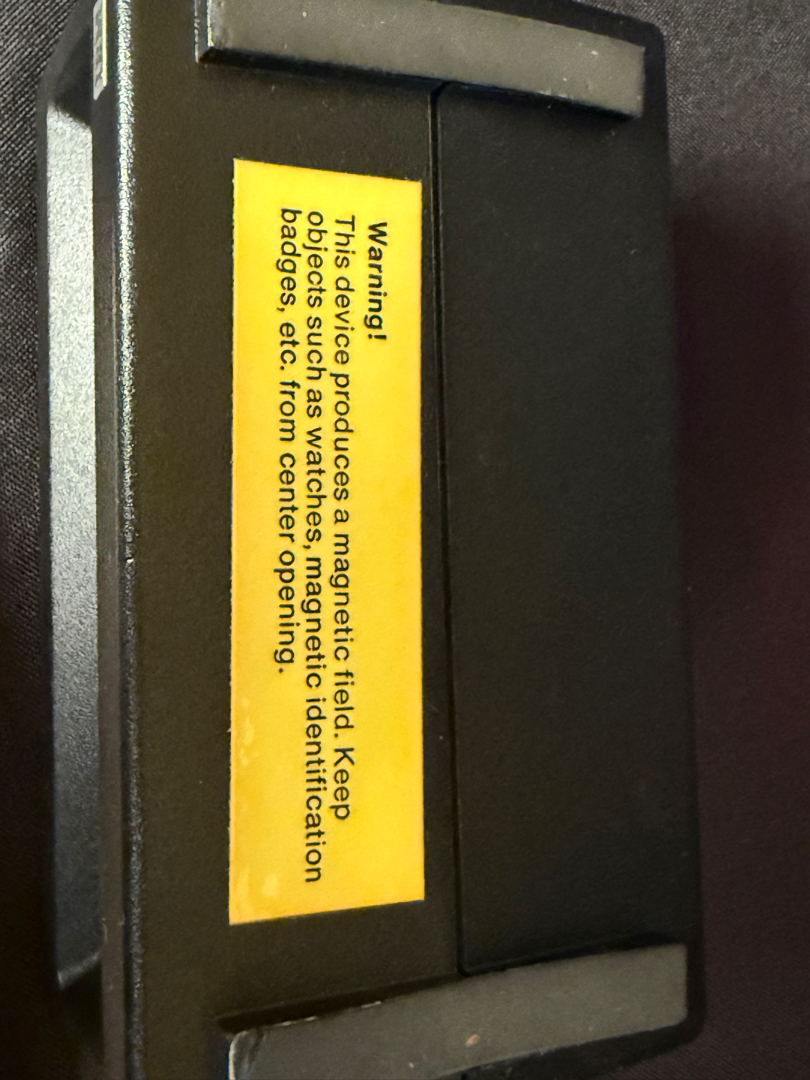 Warning!
This device produces a magnetic field. Keep
objects such as watches, magnetic identification
badges, etc. from center opening.